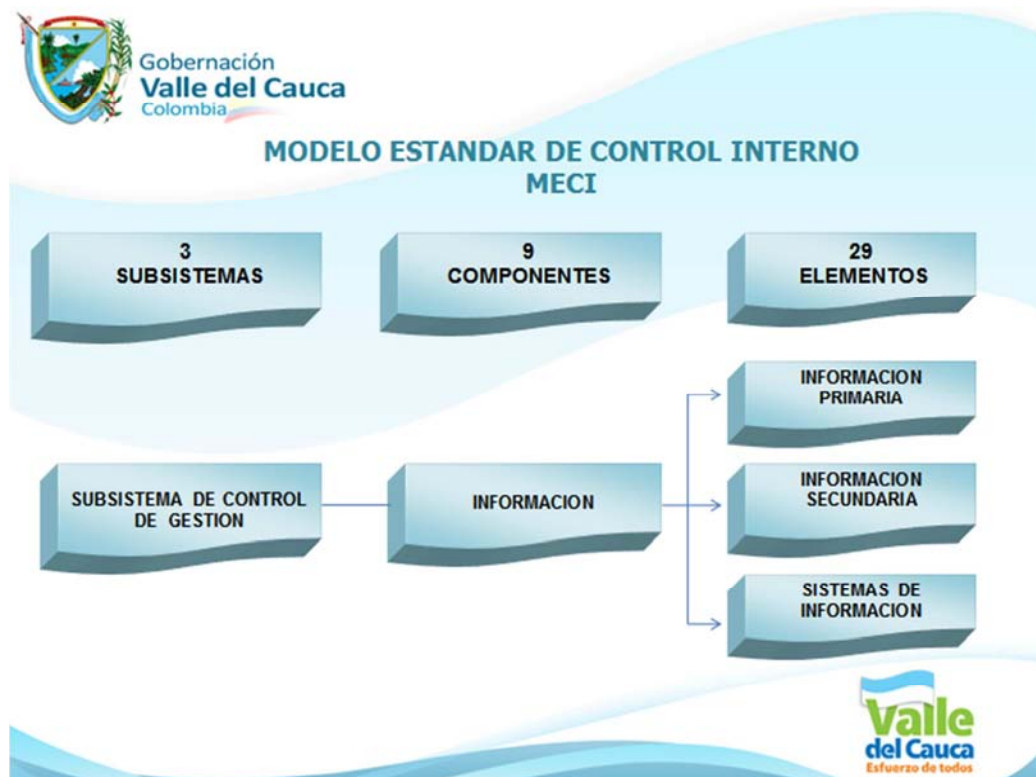 Gobernación
Valle del Cauca
Colombia
MODELO ESTANDAR DE CONTROL INTERNO
MECI
3
SUBSISTEMAS
9
COMPONENTES
29
ELEMENTOS
SUBSISTEMA DE CONTROL
DE GESTION
INFORMACION
INFORMACION
PRIMARIA
INFORMACION
SECUNDARIA
SISTEMAS DE
INFORMACION
Valle
del Cauca
Esfuerzo de todos